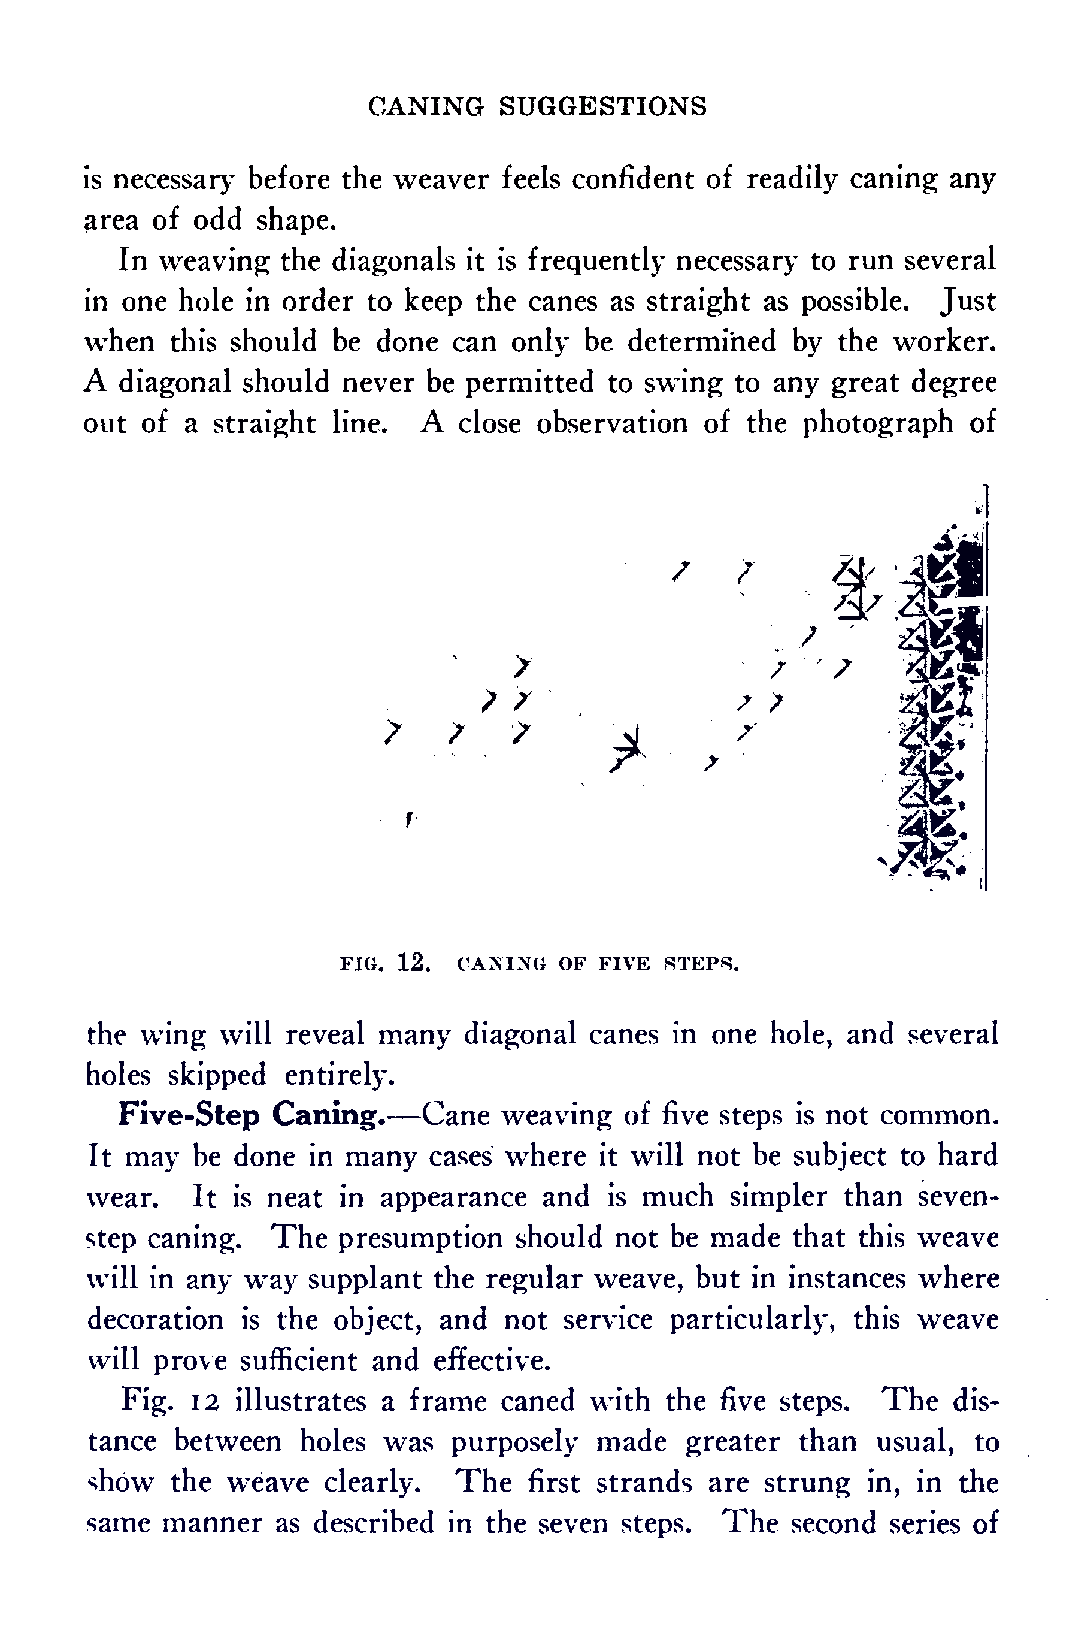 CANING SUGGESTIONS
is necessary before the weaver feels confident of readily caning any
area of odd shape.
In weaving the diagonals it is frequently necessary to run several
in one hole in order to keep the canes as straight as possible. Just
when this should be done can only be determined by the worker.
A diagonal should never be permitted to swing to any great degree
out of a straight line. A close observation of the photograph of
FIG. 12. CANING OF FIVE STEPS.
the wing will reveal many diagonal canes in one hole, and several
holes skipped entirely.
Five-Step Caning.—Cane weaving of five steps is not common.
It may be done in many cases where it will not be subject to hard
wear. It is neat in appearance and is much simpler than seven-
step caning. The presumption should not be made that this weave
will in any way supplant the regular weave, but in instances where
decoration is the object, and not service particularly, this weave
will prove sufficient and effective.
Fig. 12 illustrates a frame caned with the five steps. The dis-
tance between holes was purposely made greater than usual, to
show the weave clearly. The first strands are strung in, in the
same manner as described in the seven steps. The second series of